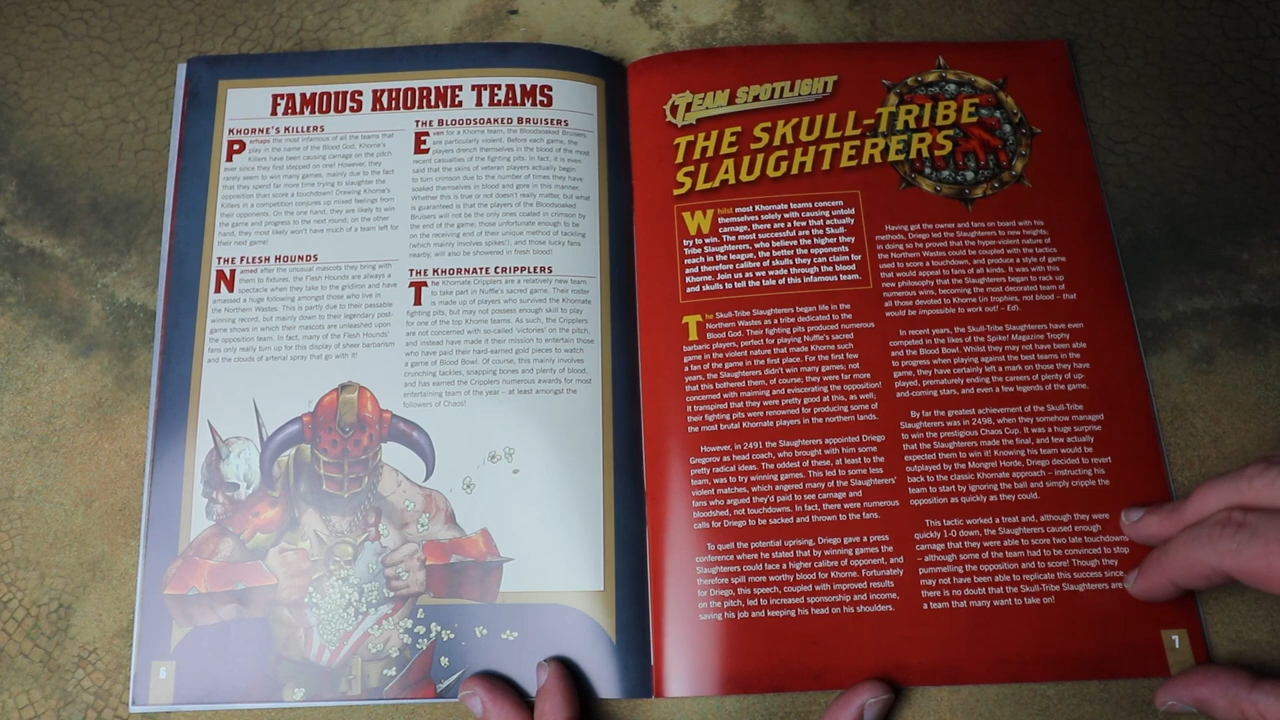 FAMOUS KHORNE TEAMS
KHORNE'S KILLERS
Perhaps the most infamous of all the teams that
play in the name of the Blood God, Khorne's
Killers have been causing carnage on the pitch
ever since they first stepped on one! However, they
rarely seem to win many games, mainly due to the fact
that they spend far more time trying to slaughter the
opposition than score a touchdown! Drawing Khorne's
Killers in a competition conjures up mixed feelings from
their opponents. On the one hand, they are likely to win
the game and progress to the next round; on the other
hand, they most likely won't have much of a team left for
their next game!
THE FLESH HOUNDS
Named after the unusual mascots they bring with
them to fixtures, the Flesh Hounds are always a
spectacle when they take to the gridiron and have
amassed a huge following amongst those who live in
the Northern Wastes. This is partly due to their passable
winning record, but mainly down to their legendary post-
game shows in which their mascots are unleashed upon
the opposition team. In fact, many of the Flesh Hounds'
fans only really turn up for this display of sheer barbarism
and the clouds of arterial spray that go with it!
THE BLOODSOAKED BRUISERS
Even for a Khorne team, the Bloodsoaked Bruisers
are particularly violent. Before each game, the
players drench themselves in the blood of the most
recent casualties of the fighting pits. In fact, it is even
said that the skins of veteran players actually begin
to turn crimson due to the number of times they have
soaked themselves in blood and gore in this manner.
Whether this is true or not doesn't really matter, but what
is guaranteed is that the players of the Bloodsoaked
Bruisers will not be the only ones coated in crimson by
the end of the game; those unfortunate enough to be
on the receiving end of their unique method of tackling
(which mainly involves spikes!), and those lucky fans
nearby, will also be showered in fresh blood!
THE KHORNATE CRIPPLERS
The Khornate Cripplers are a relatively new team
to take part in Nuffle's sacred game. Their roster
is made up of players who survived the Khornate
fighting pits, but may not possess enough skill to play
for one of the top Khorne teams. As such, the Cripplers
are not concerned with so-called 'victories' on the pitch,
and instead have made it their mission to entertain those
who have paid their hard-earned gold pieces to watch
a game of Blood Bowl. Of course, this mainly involves
crunching tackles, snapping bones and plenty of blood,
and has earned the Cripplers numerous awards for most
entertaining team of the year – at least amongst the
followers of Chaos!
6
TEAM SPOTLIGHT
THE SKULL-TRIBE
SLAUGHTERERS
Whilst most Khornate teams concern
themselves solely with causing untold
carnage, there are a few that actually
try to win. The most successful are the Skull-
Tribe Slaughterers, who believe the higher they
reach in the league, the better the opponents
and therefore calibre of skulls they can claim for
Khorne. Join us as we wade through the blood
and skulls to tell the tale of this infamous team.
The Skull-Tribe Slaughterers began life in the
Northern Wastes as a tribe dedicated to the
Blood God. Their fighting pits produced numerous
barbaric players, perfect for playing Nuffle's sacred
game in the violent nature that made Khorne such
a fan of the game in the first place. For the first few
years, the Slaughterers didn't win many games; not
that this bothered them, of course; they were far more
concerned with maiming and eviscerating the opposition!
It transpired that they were pretty good at this, as well;
their fighting pits were renowned for producing some of
the most brutal Khornate players in the northern lands.
However, in 2491 the Slaughterers appointed Driego
Gregorov as head coach, who brought with him some
pretty radical ideas. The oddest of these, at least to the
team, was to try winning games. This led to some less
violent matches, which angered many of the Slaughterers'
fans who argued they'd paid to see carnage and
bloodshed, not touchdowns. In fact, there were numerous
calls for Driego to be sacked and thrown to the fans.
To quell the potential uprising, Driego gave a press
conference where he stated that by winning games the
Slaughterers could face a higher calibre of opponent, and
therefore spill more worthy blood for Khorne. Fortunately
for Driego, this speech, coupled with improved results
on the pitch, led to increased sponsorship and income,
saving his job and keeping his head on his shoulders.
Having got the owner and fans on board with his
methods, Driego led the Slaughterers to new heights;
in doing so he proved that the hyper-violent nature of
the Northern Wastes could be coupled with the tactics
used to score a touchdown, and produce a style of game
that would appeal to fans of all kinds. It was with this
new philosophy that the Slaughterers began to rack up
numerous wins, becoming the most decorated team of
all those devoted to Khorne (in trophies, not blood – that
would be impossible to work out! – Ed).
In recent years, the Skull-Tribe Slaughterers have even
competed in the likes of the Spike! Magazine Trophy
and the Blood Bowl. Whilst they may not have been able
to progress when playing against the best teams in the
game, they have certainly left a mark on those they have
played, prematurely ending the careers of plenty of up-
and-coming stars, and even a few legends of the game.
By far the greatest achievement of the Skull-Tribe
Slaughterers was in 2498, when they somehow managed
to win the prestigious Chaos Cup. It was a huge surprise
that the Slaughterers made the final, and few actually
expected them to win it! Knowing his team would be
outplayed by the Mongrel Horde, Driego decided to revert
back to the classic Khornate approach – instructing his
team to start by ignoring the ball and simply cripple the
opposition as quickly as they could.
This tactic worked a treat and, although they were
quickly 1-0 down, the Slaughterers caused enough
carnage that they were able to score two late touchdowns
– although some of the team had to be convinced to stop
pummelling the opposition and to score! Though they
may not have been able to replicate this success since,
there is no doubt that the Skull-Tribe Slaughterers are
a team that many want to take on!
7